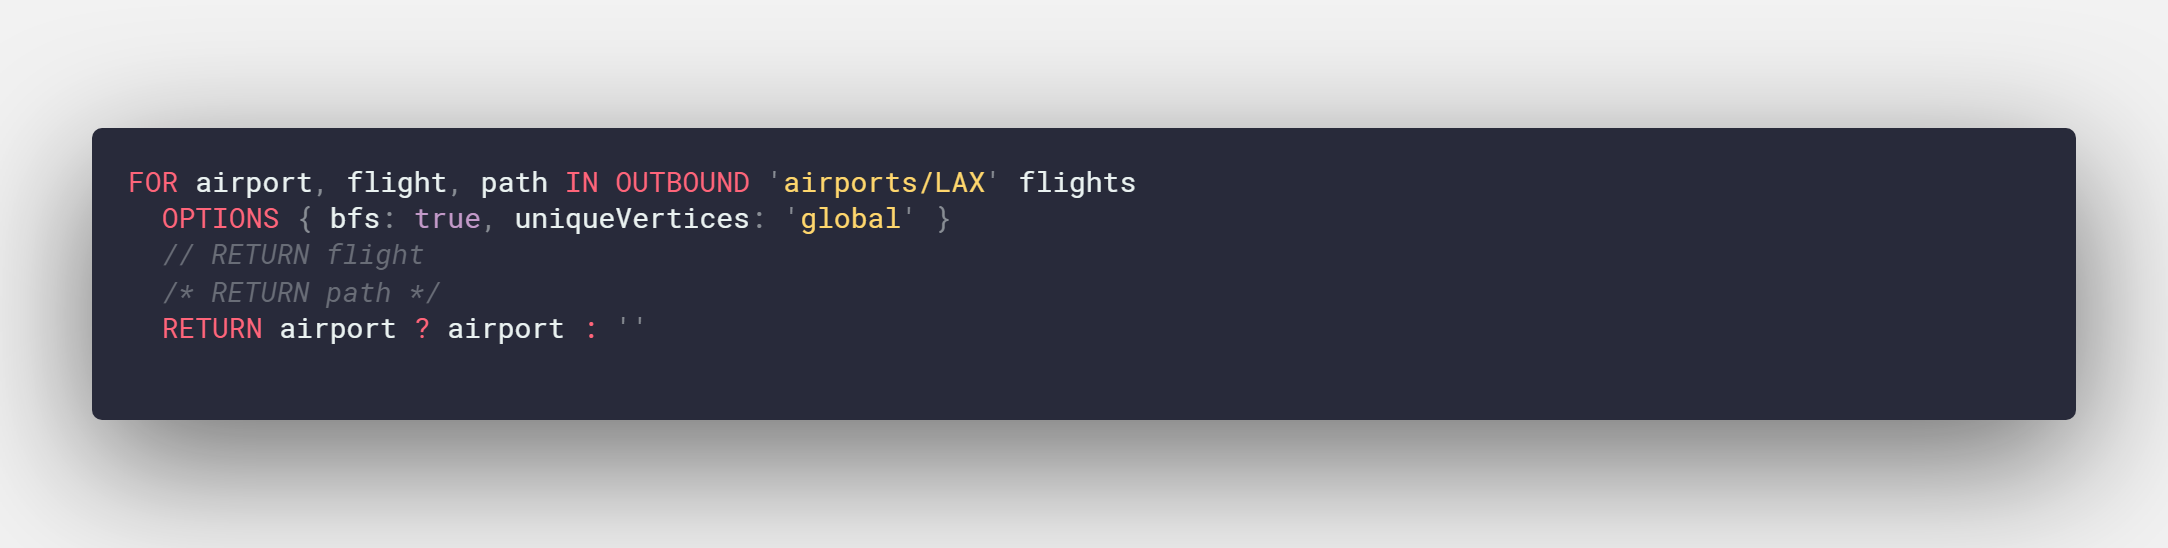 FOR airport, flight, path IN OUTBOUND 'airports/LAX' flights
  OPTIONS { bfs: true, uniqueVertices: 'global' }
  // RETURN flight
  /* RETURN path */
  RETURN airport ? airport : ''